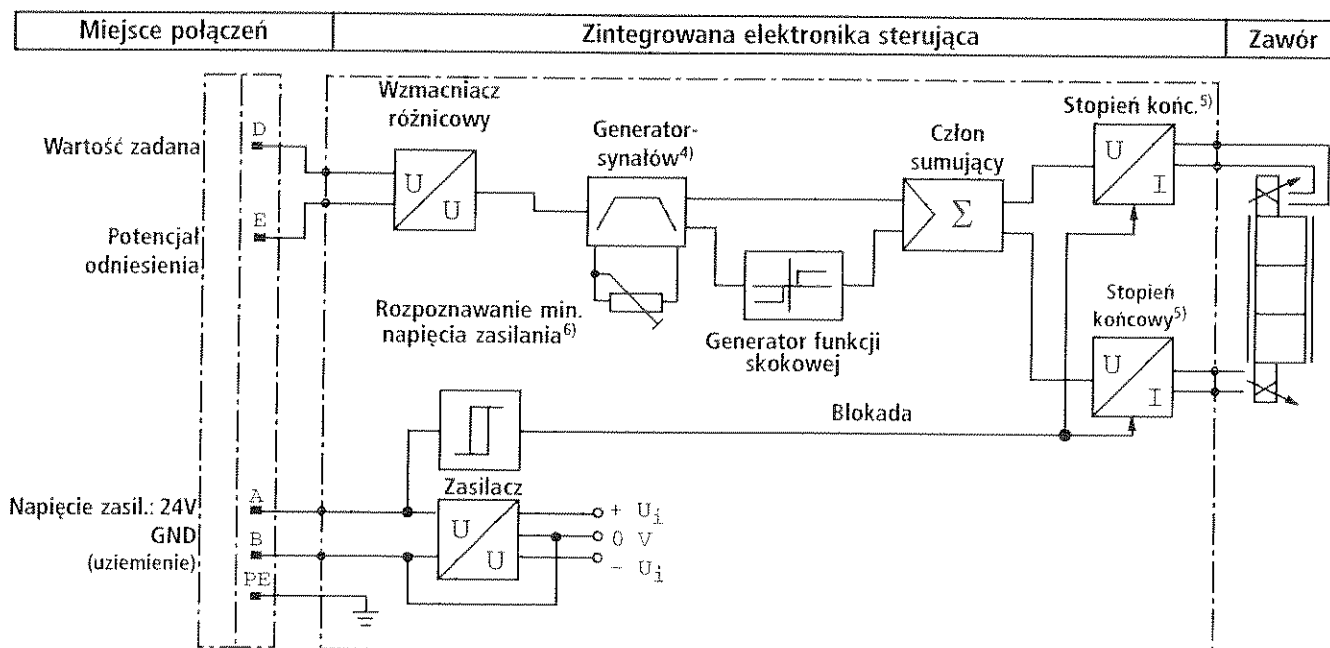 Miejsce połączeń
Zintegrowana elektronika sterująca
Zawór
Wzmacniacz
różnicowy
Generator-
synałów4)
Człon
sumujący
Stopień końc.5)
D
Wartość zadana
U
U
Σ
U
I
E
Potencjał
odniesienia
Rozpoznawanie min.
napięcia zasilania6)
Generator funkcji
skokowej
Stopień
końcowy5)
U
I
Blokada
Zasilacz
Napięcie zasil.: 24V
A
U
U
+ Ui
GND
(uziemienie)
B
0 V
- Ui
PE